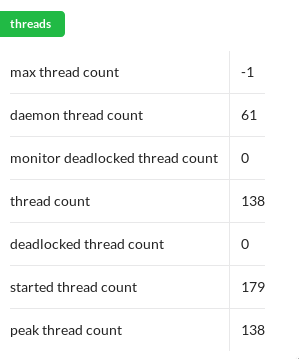 threads
max thread count -1
daemon thread count 61
monitor deadlocked thread count 0
thread count 138
deadlocked thread count 0
started thread count 179
peak thread count 138